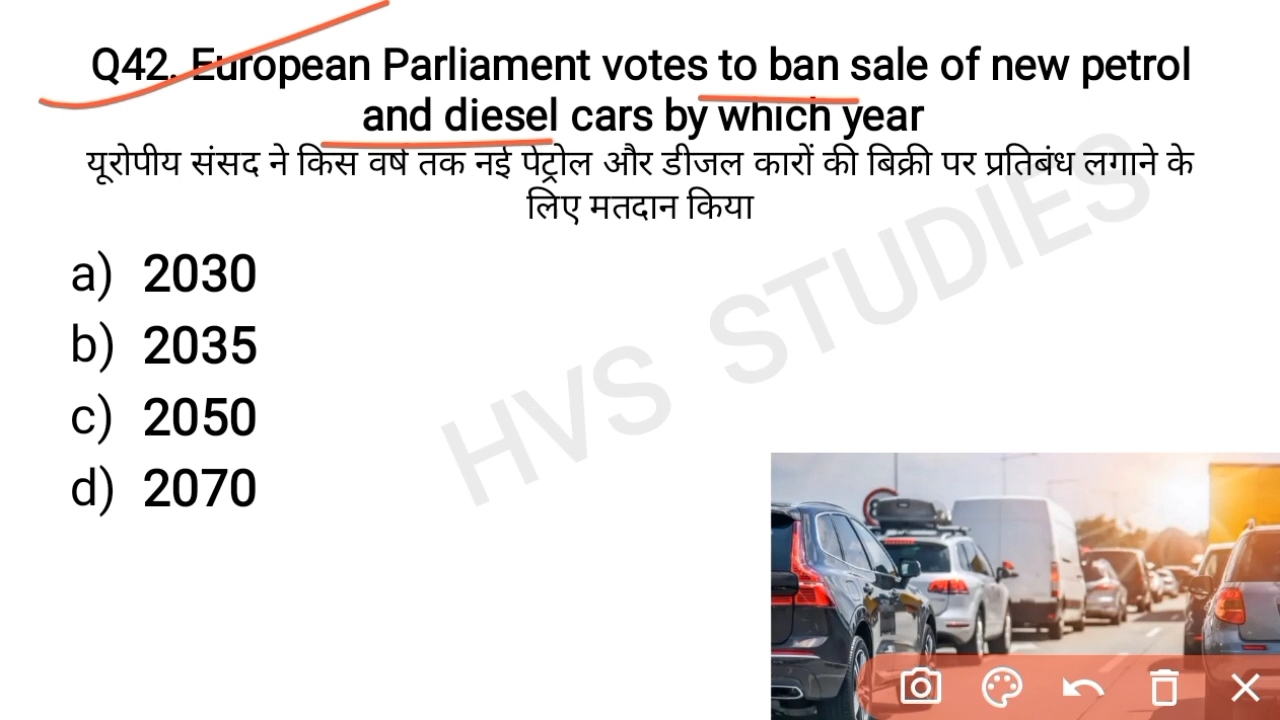 Q42. European Parliament votes to ban sale of new petrol
and diesel cars by which year
यूरोपीय संसद ने किस वर्ष तक नई पेट्रोल और डीजल कारों की बिक्री पर प्रतिबंध लगाने के
लिए मतदान किया
a) 2030
b) 2035
c) 2050
d) 2070
HVS STUDIES